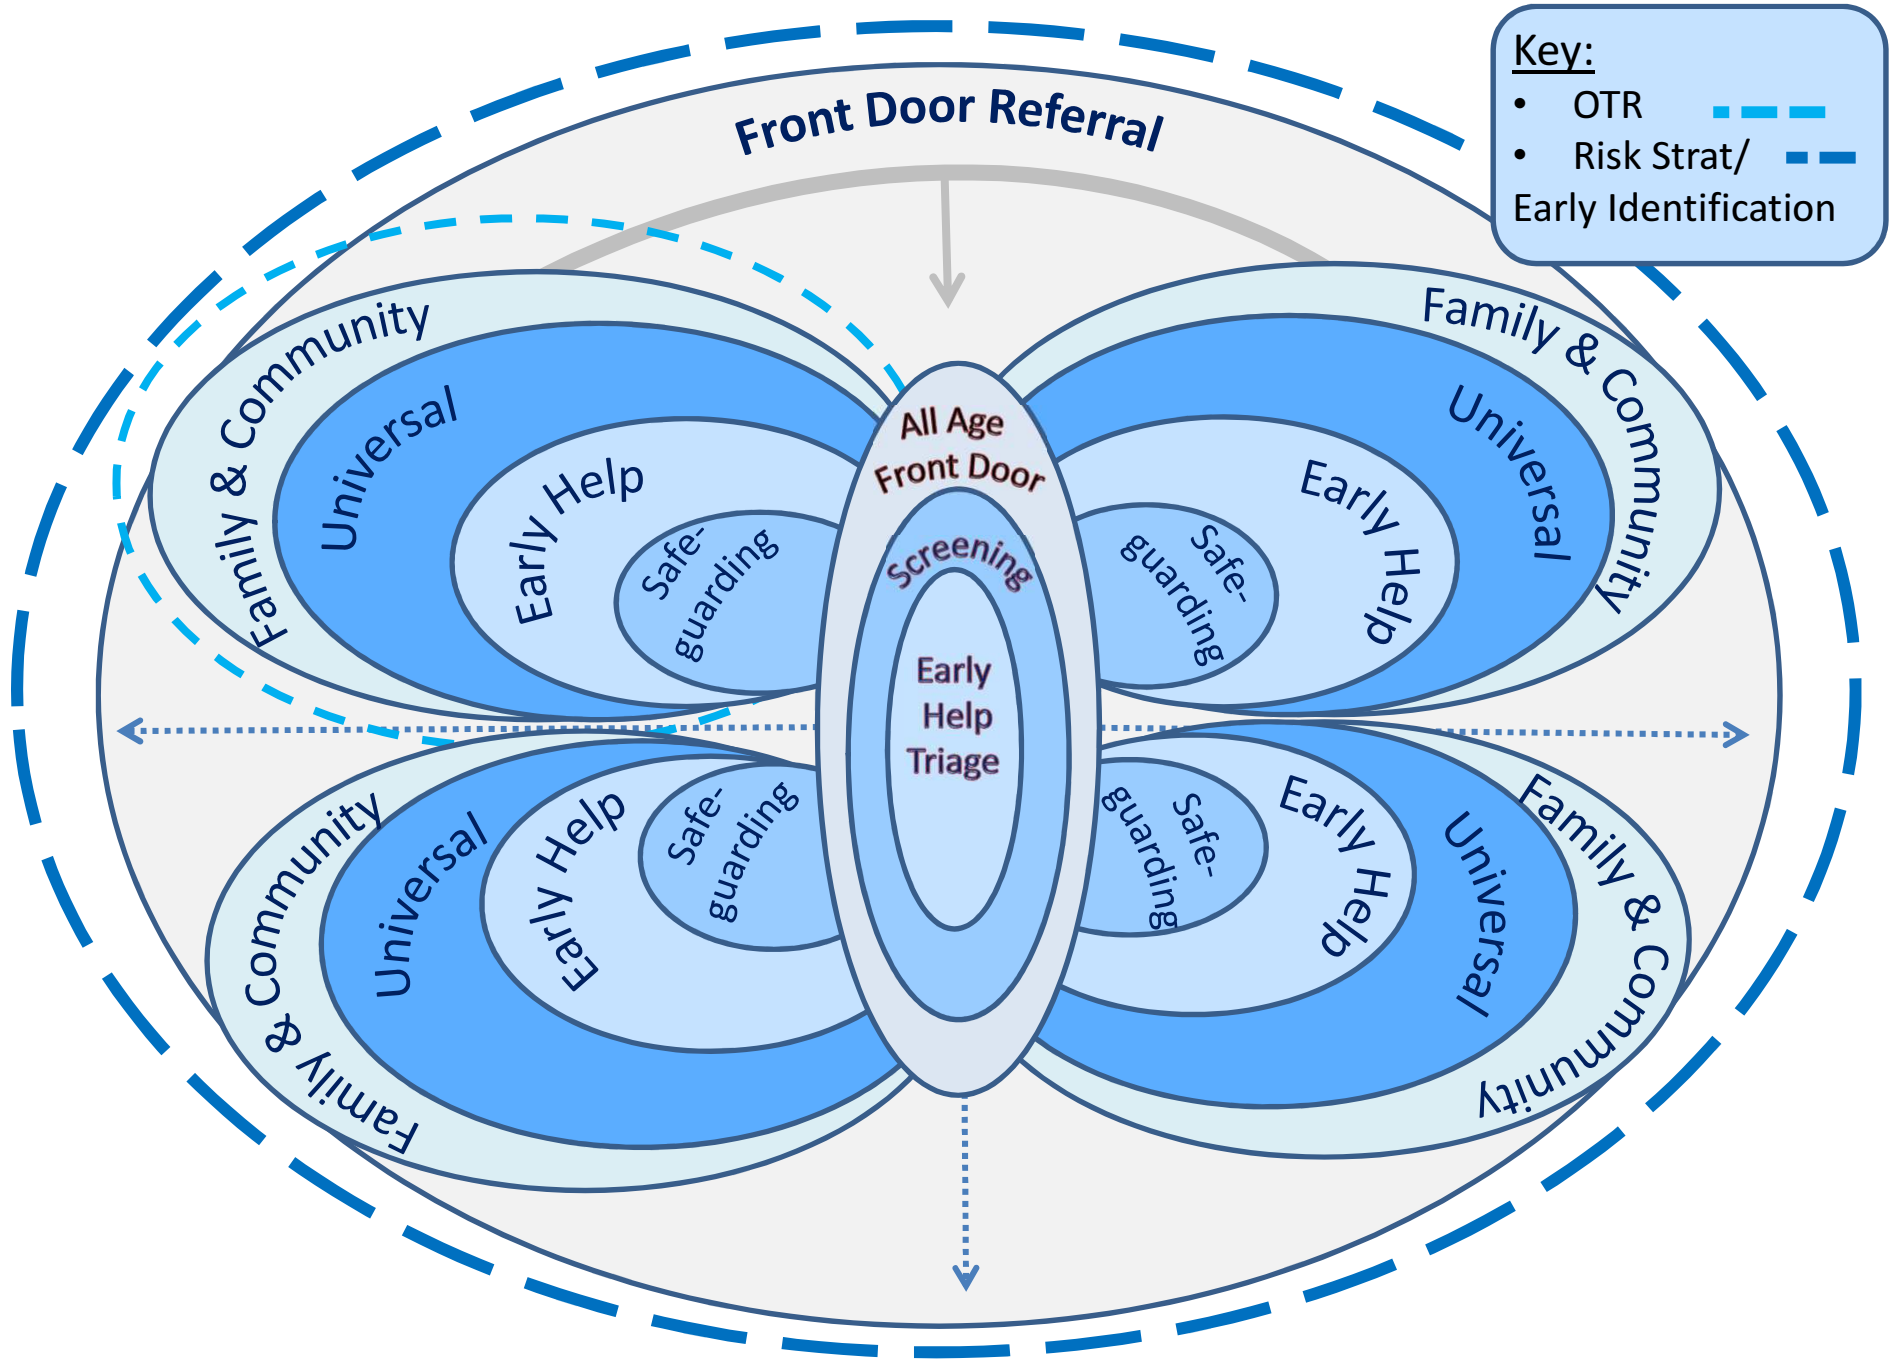 Key:
• OTR
• Risk Strat/
Early Identification
Front Door Referral
Family & Community
Universal
Early Help
Safe-
guarding
All Age
Front Door
Screening
Early
Help
Triage
Family & Community
Universal
Early Help
Safe-
guarding
Family & Community
Universal
Early Help
Safe-
guarding
Family & Community
Universal
Early Help
Safe-
guarding